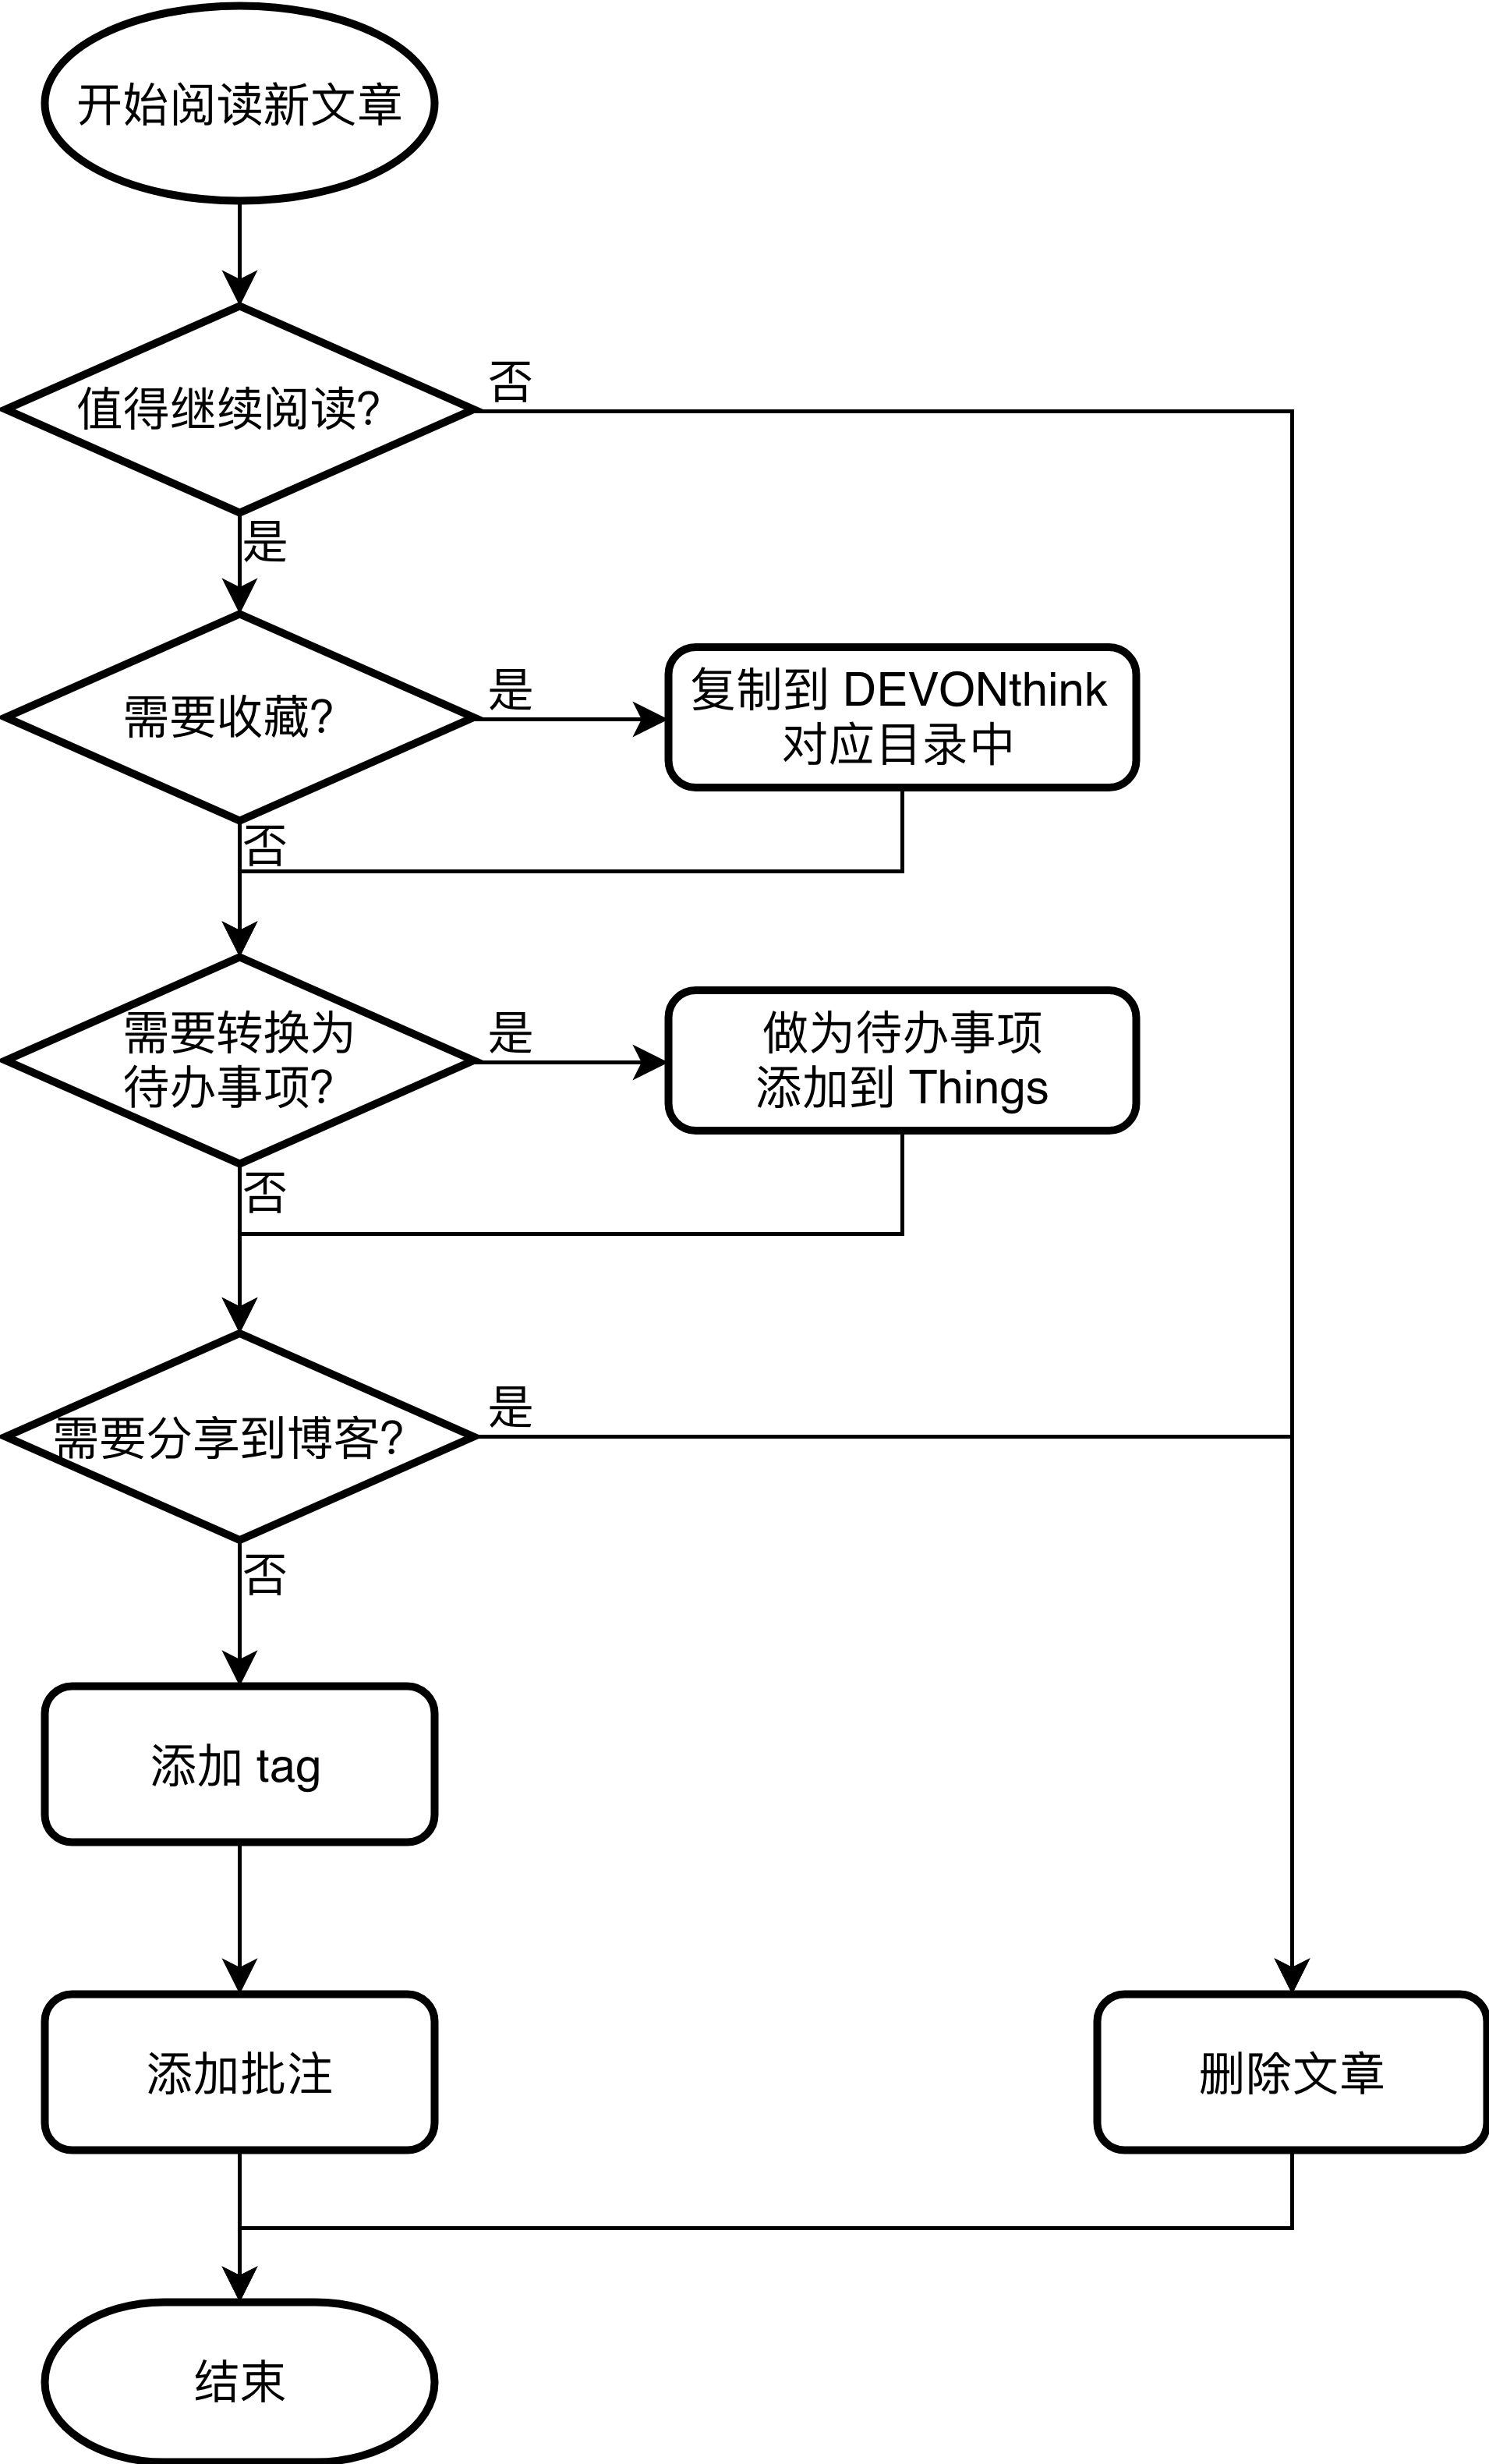 开始阅读新文章
值得继续阅读？
否
是
需要收藏？
是
复制到 DEVONthink
对应目录中
否
需要转换为
待办事项？
是
做为待办事项
添加到 Things
否
需要分享到博客？
是
否
添加 tag
添加批注
删除文章
结束